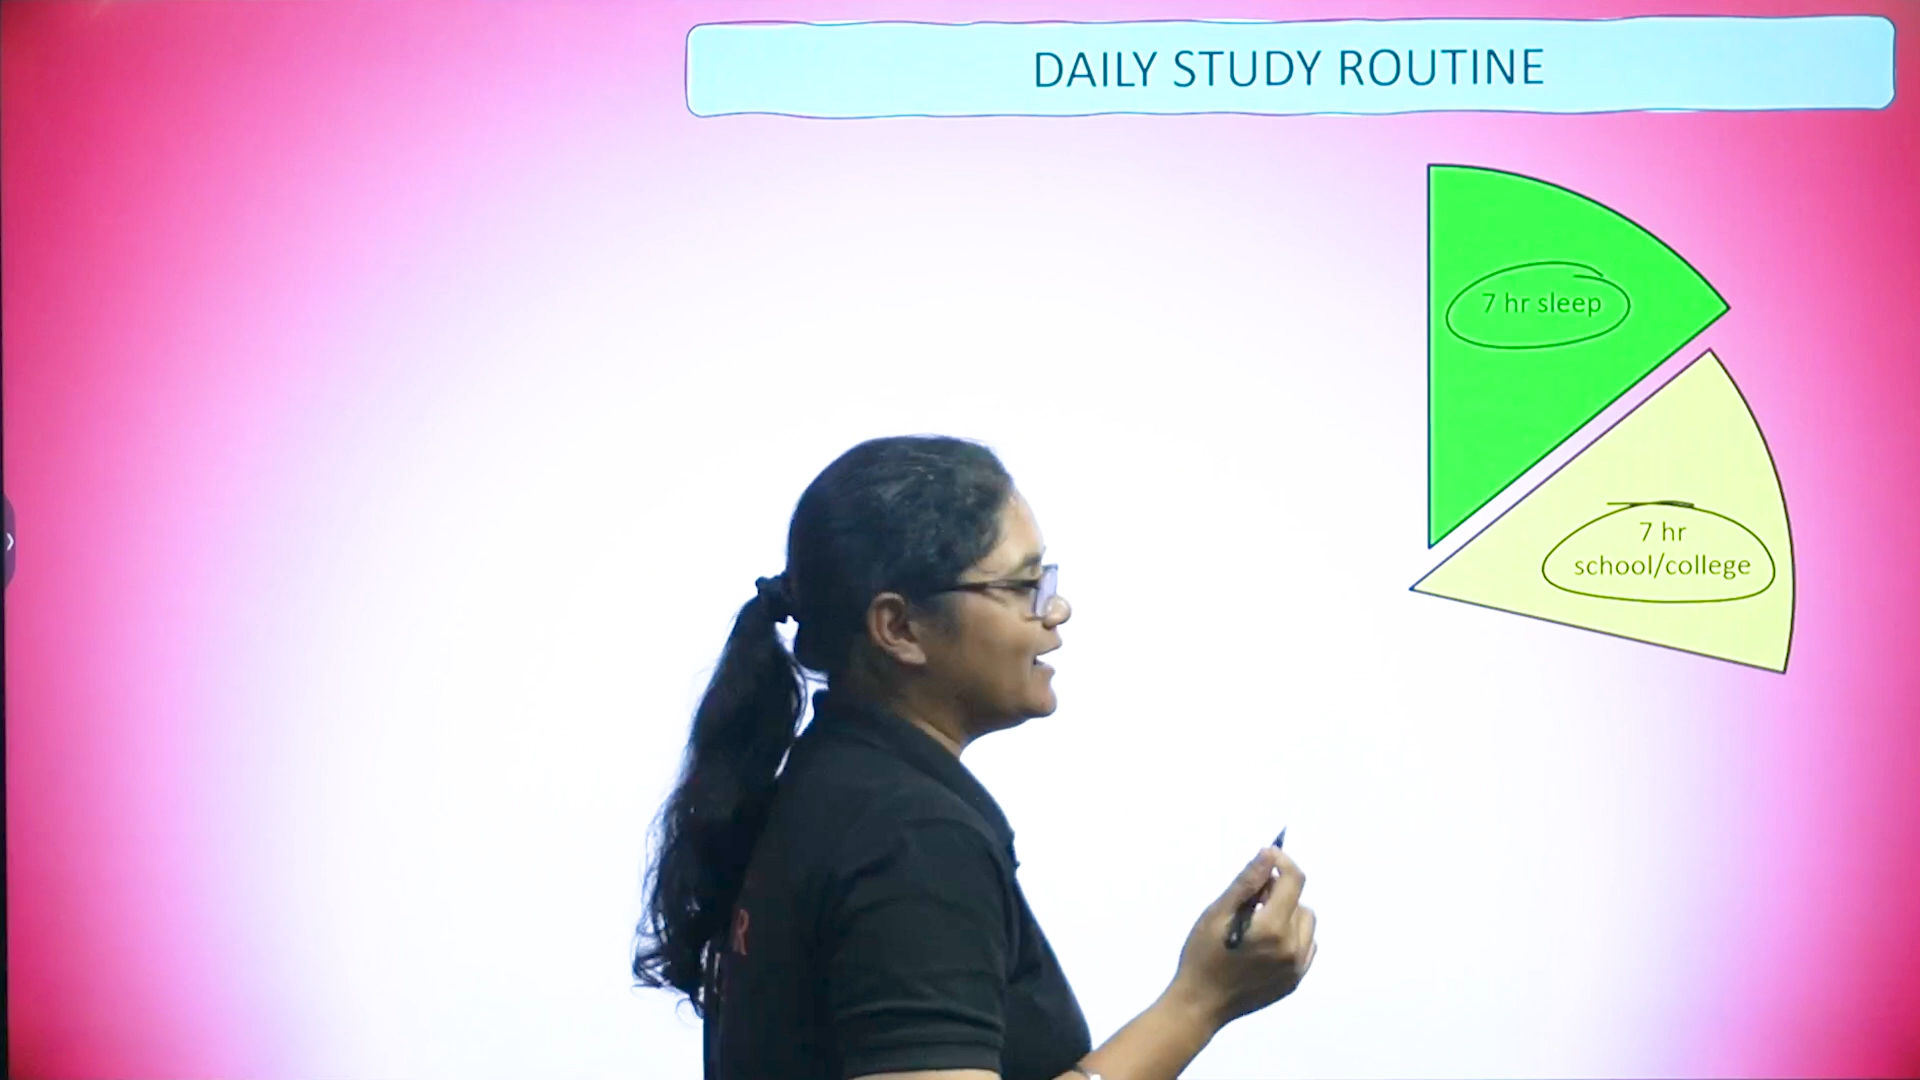 DAILY STUDY ROUTINE
7 hr sleep
7 hr
school/college
R